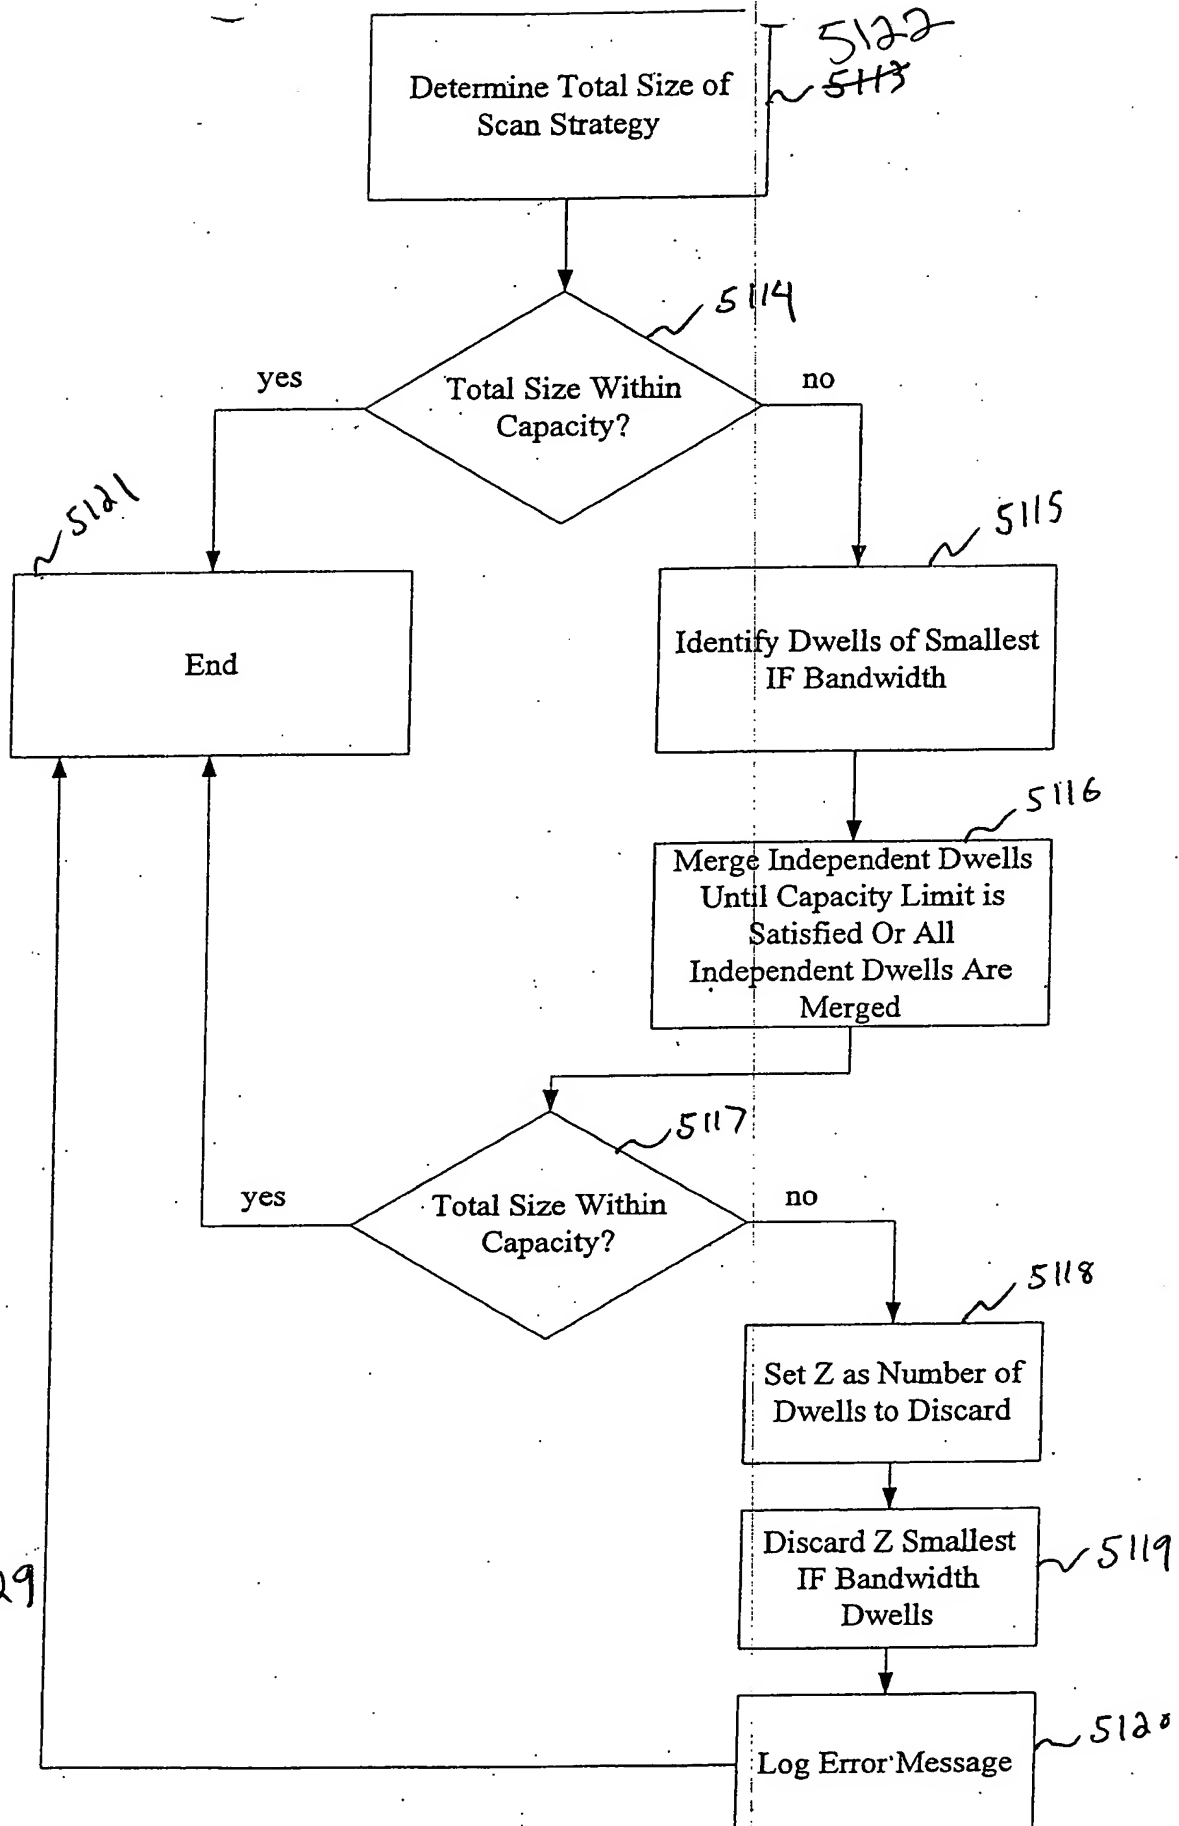 5122
5113
Determine Total Size of
Scan Strategy
5114
yes
Total Size Within
Capacity?
no
5121
5115
End
Identify Dwells of Smallest
IF Bandwidth
5116
Merge Independent Dwells
Until Capacity Limit is
Satisfied Or All
Independent Dwells Are
Merged
5117
yes
Total Size Within
Capacity?
no
5118
Set Z as Number of
Dwells to Discard
Discard Z Smallest
IF Bandwidth
Dwells
5119
29
5120
Log Error Message